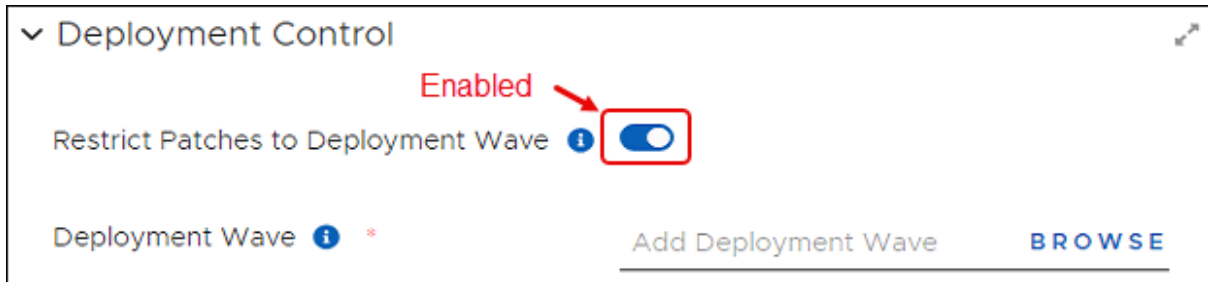 Deployment Control
Enabled
Restrict Patches to Deployment Wave i
Deployment Wave i * Add Deployment Wave BROWSE